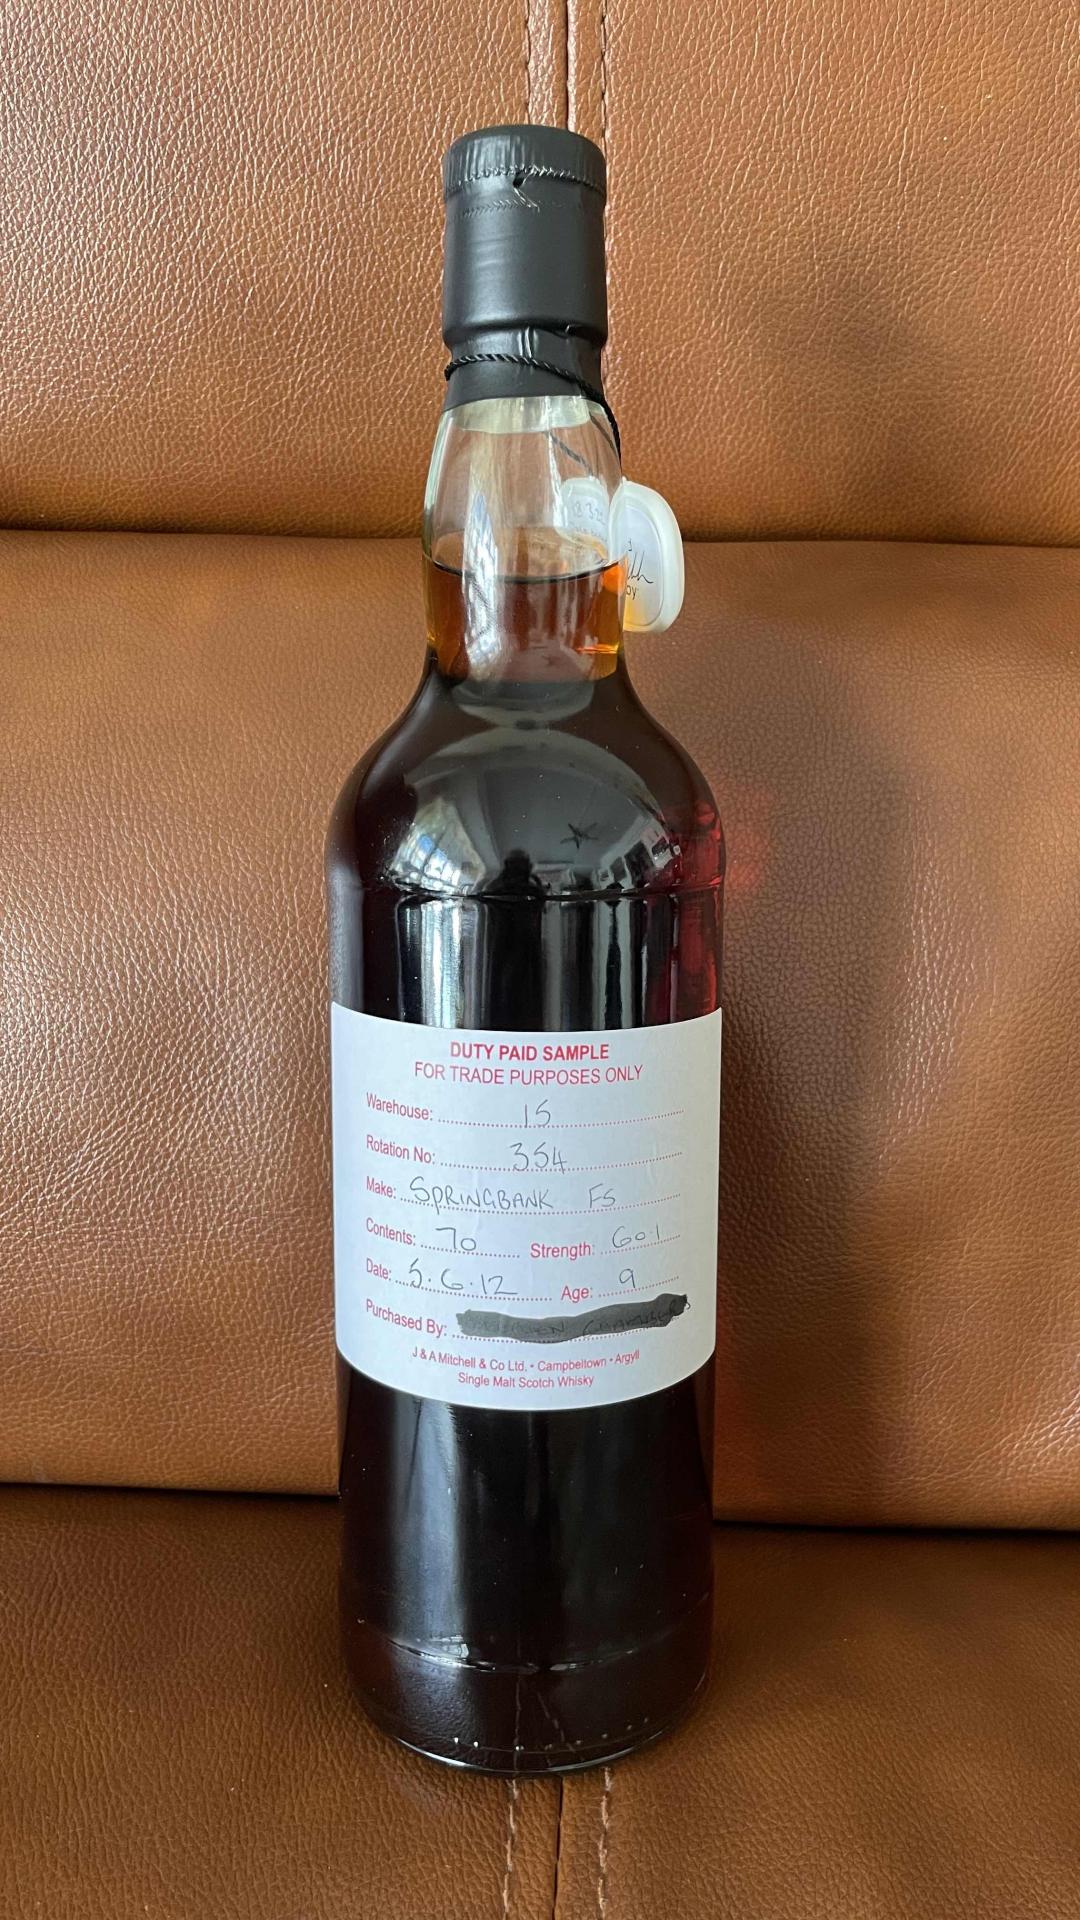 DUTY PAID SAMPLE
FOR TRADE PURPOSES ONLY
Warehouse: 15
Rotation No: 354
Make: SPRINGBANK FS
Contents: 70 Strength: 60.1
Date: 5.6.12 Age: 9
Purchased By:
J & A Mitchell & Co Ltd. • Campbeltown • Argyll
Single Malt Scotch Whisky